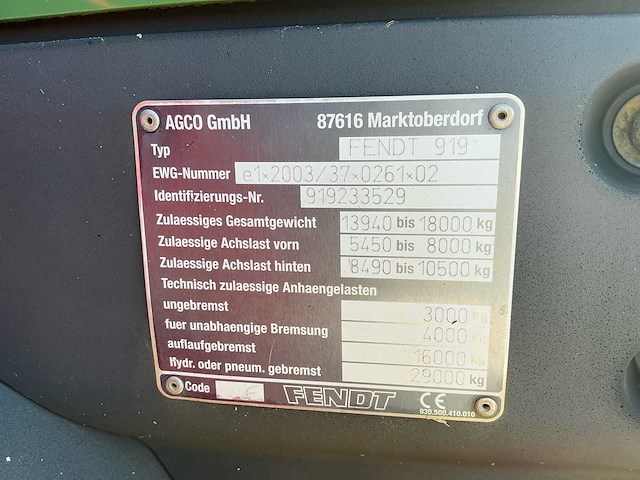 AGCO GmbH 87616 Marktoberdorf
Typ FENDT 919
EWG-Nummer e1*2003/37*0261*02
Identifizierungs-Nr. 919233529
Zulaessiges Gesamtgewicht 13940 bis 18000 kg
Zulaessige Achslast vorn 5450 bis 8000 kg
Zulaessige Achslast hinten 8490 bis 10500 kg
Technisch zulaessige Anhaengelasten
ungebremst 3000 kg
fuer unabhaengige Bremsung 4000 kg
auflaufgebremst 16000 kg
Hydr. oder pneum. gebremst 29000 kg
Code FENDT CE
930.500.410.010